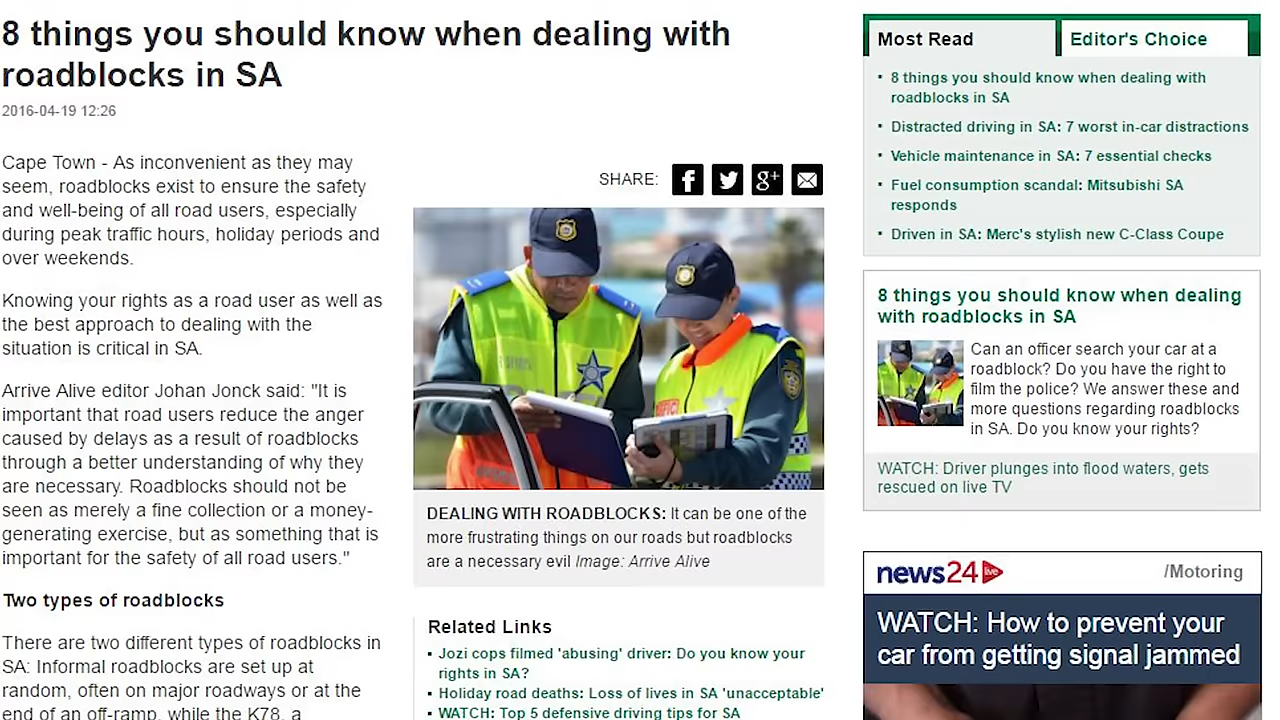 8 things you should know when dealing with
roadblocks in SA
2016-04-19 12:26
Cape Town - As inconvenient as they may
seem, roadblocks exist to ensure the safety
and well-being of all road users, especially
during peak traffic hours, holiday periods and
over weekends.
Knowing your rights as a road user as well as
the best approach to dealing with the
situation is critical in SA.
Arrive Alive editor Johan Jonck said: "It is
important that road users reduce the anger
caused by delays as a result of roadblocks
through a better understanding of why they
are necessary. Roadblocks should not be
seen as merely a fine collection or a money-
generating exercise, but as something that is
important for the safety of all road users."
Two types of roadblocks
There are two different types of roadblocks in
SA: Informal roadblocks are set up at
random, often on major roadways or at the
end of an off-ramp, while the K78, a
SHARE:
DEALING WITH ROADBLOCKS: It can be one of the
more frustrating things on our roads but roadblocks
are a necessary evil Image: Arrive Alive
Related Links
Jozi cops filmed 'abusing' driver: Do you know your
rights in SA?
Holiday road deaths: Loss of lives in SA 'unacceptable'
WATCH: Top 5 defensive driving tips for SA
Most Read
Editor's Choice
8 things you should know when dealing with
roadblocks in SA
Distracted driving in SA: 7 worst in-car distractions
Vehicle maintenance in SA: 7 essential checks
Fuel consumption scandal: Mitsubishi SA
responds
Driven in SA: Merc's stylish new C-Class Coupe
8 things you should know when dealing
with roadblocks in SA
Can an officer search your car at a
roadblock? Do you have the right to
film the police? We answer these and
more questions regarding roadblocks
in SA. Do you know your rights?
WATCH: Driver plunges into flood waters, gets
rescued on live TV
news24 live
/Motoring
WATCH: How to prevent your
car from getting signal jammed